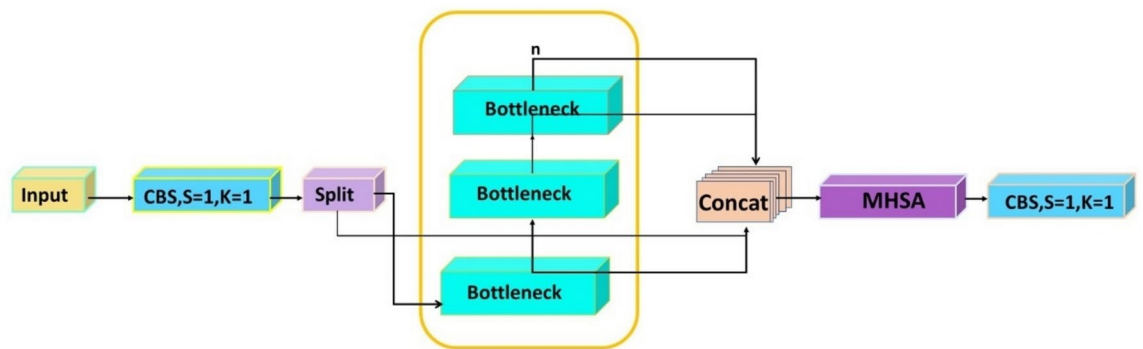 n
Bottleneck
Input
CBS,S=1,K=1
Split
Bottleneck
Concat
MHSA
CBS,S=1,K=1
Bottleneck